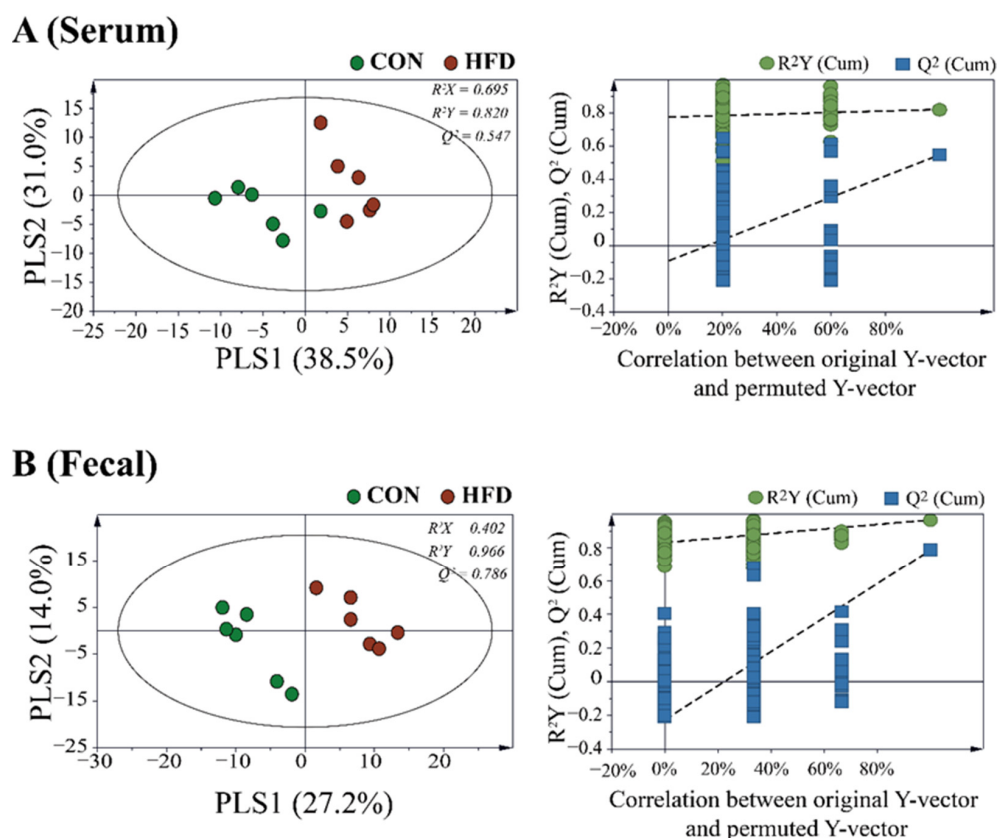 A (Serum)
CON HFD
R²X = 0.695
R²Y = 0.820
Q² = 0.547
PLS2 (31.0%)
15
10
5
0
−5
−10
−15
−20
−25 −20 −15 −10 −5 0 5 10 15 20
PLS1 (38.5%)
R²Y (Cum) Q² (Cum)
R²Y (Cum), Q² (Cum)
0.8
0.6
0.4
0.2
0
−0.2
−0.4
−20% 0% 20% 40% 60% 80%
Correlation between original Y-vector
and permuted Y-vector
B (Fecal)
CON HFD
R²X 0.402
R²Y 0.966
Q² = 0.786
PLS2 (14.0%)
15
5
−5
−15
−25
−30 −20 −10 0 10 20
PLS1 (27.2%)
R²Y (Cum) Q² (Cum)
R²Y (Cum), Q² (Cum)
0.8
0.6
0.4
0.2
0
−0.2
−0.4
−20% 0% 20% 40% 60% 80%
Correlation between original Y-vector
and permuted Y-vector